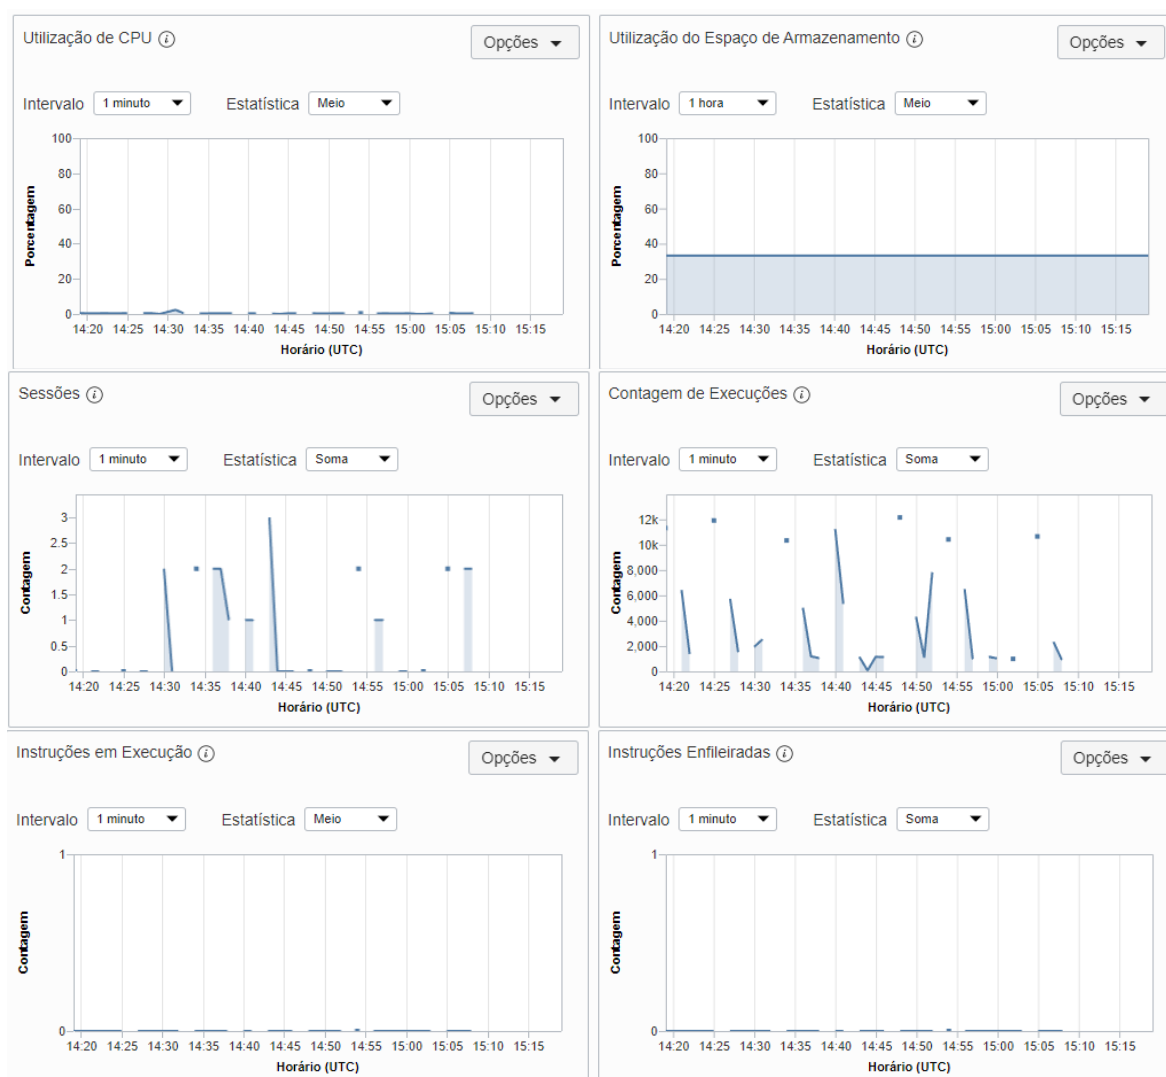 Utilização de CPU
Opções
Intervalo 1 minuto Estatística Meio
100
80
60
40
20
0
Porcentagem
14:20 14:25 14:30 14:35 14:40 14:45 14:50 14:55 15:00 15:05 15:10 15:15
Horário (UTC)
Utilização do Espaço de Armazenamento
Opções
Intervalo 1 hora Estatística Meio
100
80
60
40
20
0
Porcentagem
14:20 14:25 14:30 14:35 14:40 14:45 14:50 14:55 15:00 15:05 15:10 15:15
Horário (UTC)
Sessões
Opções
Intervalo 1 minuto Estatística Soma
3
2.5
2
1.5
1
0.5
0
Contagem
14:20 14:25 14:30 14:35 14:40 14:45 14:50 14:55 15:00 15:05 15:10 15:15
Horário (UTC)
Contagem de Execuções
Opções
Intervalo 1 minuto Estatística Soma
12k
10k
8,000
6,000
4,000
2,000
0
Contagem
14:20 14:25 14:30 14:35 14:40 14:45 14:50 14:55 15:00 15:05 15:10 15:15
Horário (UTC)
Instruções em Execução
Opções
Intervalo 1 minuto Estatística Meio
1
0
Contagem
14:20 14:25 14:30 14:35 14:40 14:45 14:50 14:55 15:00 15:05 15:10 15:15
Horário (UTC)
Instruções Enfileiradas
Opções
Intervalo 1 minuto Estatística Soma
1
0
Contagem
14:20 14:25 14:30 14:35 14:40 14:45 14:50 14:55 15:00 15:05 15:10 15:15
Horário (UTC)